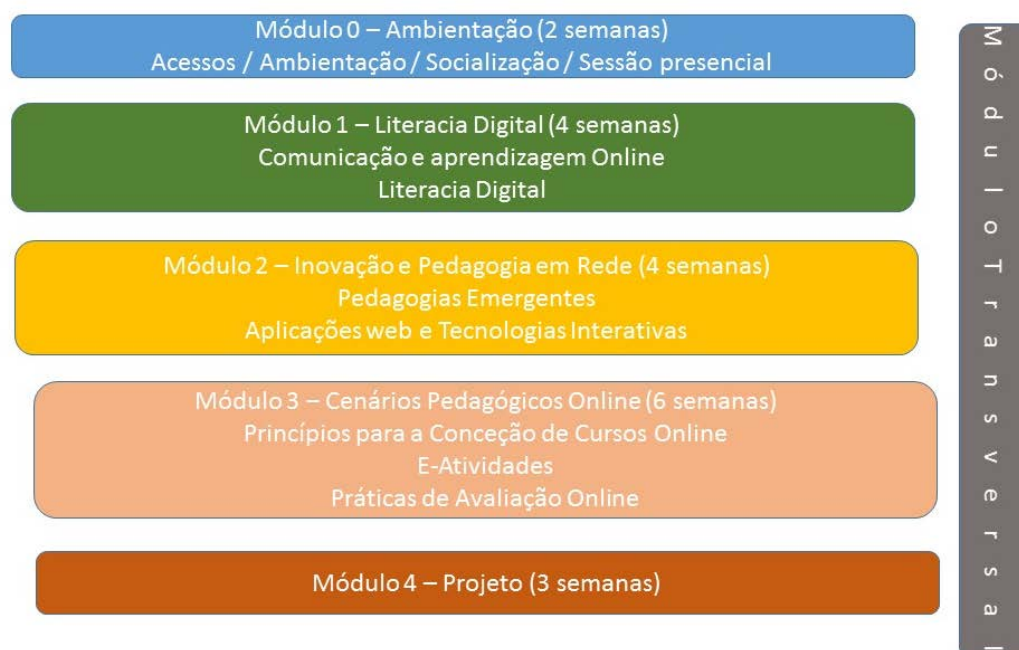 Módulo 0 – Ambientação (2 semanas)
Acessos / Ambientação / Socialização / Sessão presencial
Módulo 1 – Literacia Digital (4 semanas)
Comunicação e aprendizagem Online
Literacia Digital
Módulo 2 – Inovação e Pedagogia em Rede (4 semanas)
Pedagogias Emergentes
Aplicações web e Tecnologias Interativas
Módulo 3 – Cenários Pedagógicos Online (6 semanas)
Princípios para a Conceção de Cursos Online
E-Atividades
Práticas de Avaliação Online
Módulo 4 – Projeto (3 semanas)
Módulo Transversal